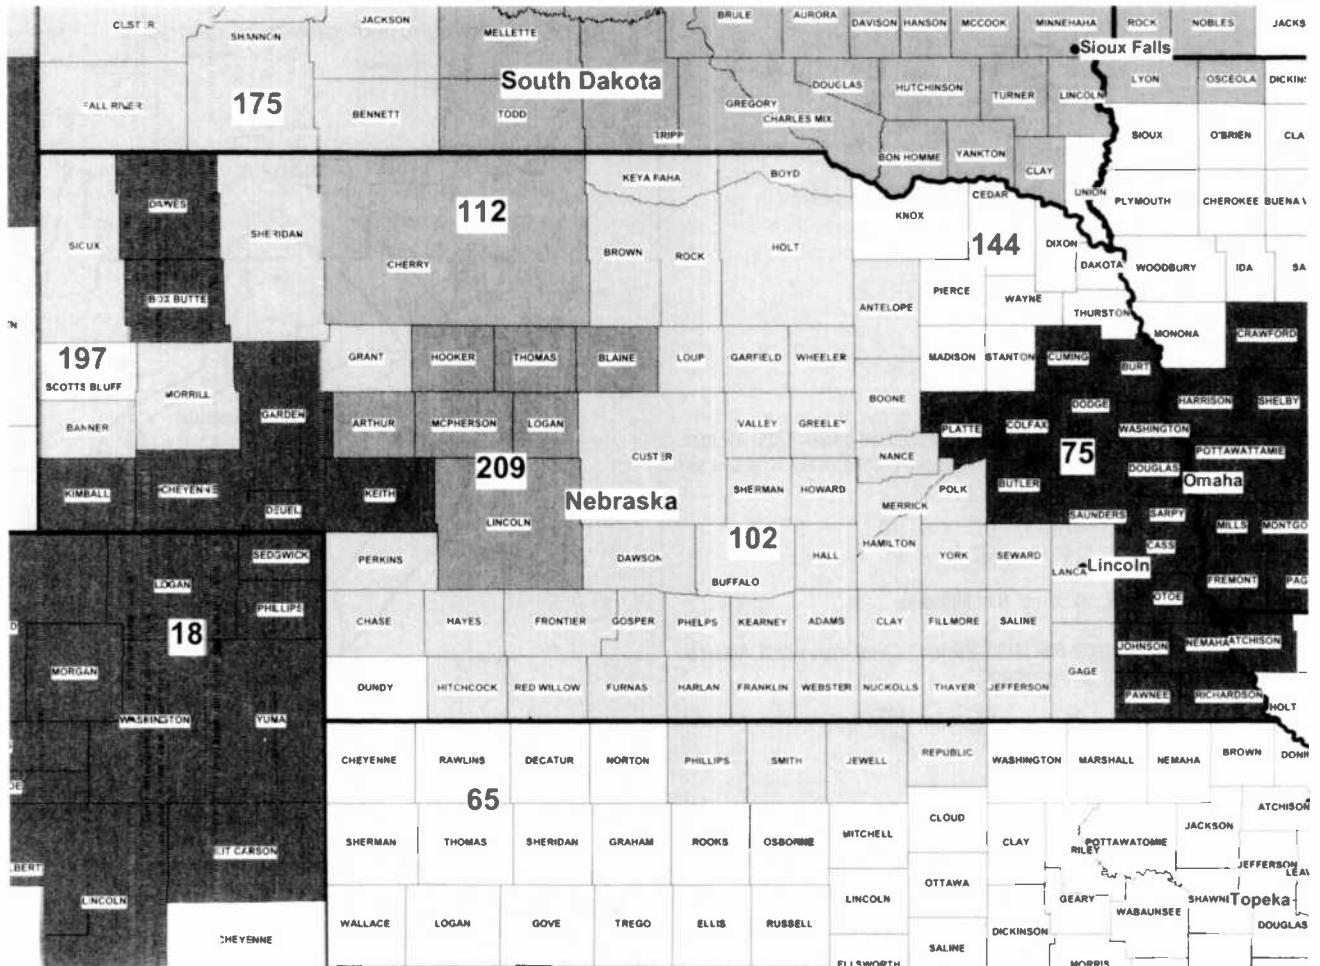 CUSTER
SHANNON
JACKSON
MELLETTE
BRULE
AURORA
DAVISON
HANSON
MCCOOK
MINNEHAHA
ROCK
NOBLES
JACKS
Sioux Falls
FALL RIVER
175
BENNETT
South Dakota
TODD
TRIPP
GREGORY
CHARLES MIX
DOUGLAS
HUTCHINSON
TURNER
LINCOLN
LYON
OSCEOLA
DICKIN
SIOUX
O'BRIEN
CLA
BON HOMME
YANKTON
CLAY
UNION
PLYMOUTH
CHEROKEE
BUENA V
DAWES
SIOUX
SHERIDAN
112
CHERRY
KEYA PAHA
BOYD
BROWN
ROCK
HOLT
KNOX
CEDAR
144
DIXON
DAKOTA
WOODBURY
IDA
SA
BOX BUTTE
ANTELOPE
PIERCE
WAYNE
THURSTON
MONONA
CRAWFORD
197
SCOTTS BLUFF
MORRILL
GRANT
HOOKER
THOMAS
BLAINE
LOUP
GARFIELD
WHEELER
MADISON
STANTON
CUMING
BURT
BANNER
GARDEN
ARTHUR
MCPHERSON
LOGAN
VALLEY
GREELEY
BOONE
DODGE
HARRISON
SHELBY
PLATTE
COLFAX
WASHINGTON
NANCE
75
POTTAWATTAMIE
209
CUSTER
DOUGLAS
Omaha
KIMBALL
CHEYENNE
DEUEL
KEITH
LINCOLN
Nebraska
SHERMAN
HOWARD
MERRICK
POLK
BUTLER
SAUNDERS
SARPY
MILLS
MONTGO
102
CASS
PERKINS
DAWSON
BUFFALO
HALL
HAMILTON
YORK
SEWARD
LANCA
Lincoln
FREMONT
PAG
OTOE
SEDGWICK
LOGAN
PHILLIPS
18
CHASE
HAYES
FRONTIER
GOSPER
PHELPS
KEARNEY
ADAMS
CLAY
FILLMORE
SALINE
JOHNSON
NEMAHA
ATCHISON
MORGAN
DUNDY
HITCHCOCK
RED WILLOW
FURNAS
HARLAN
FRANKLIN
WEBSTER
NUCKOLLS
THAYER
JEFFERSON
GAGE
PAWNEE
RICHARDSON
HOLT
WASHINGTON
YUMA
CHEYENNE
RAWLINS
DECATUR
NORTON
PHILLIPS
SMITH
JEWELL
REPUBLIC
WASHINGTON
MARSHALL
NEMAHA
BROWN
DONI
65
CLOUD
ATCHISON
SHERMAN
THOMAS
SHERIDAN
GRAHAM
ROOKS
OSBORNE
MITCHELL
CLAY
RILEY
POTTAWATOMIE
JACKSON
JEFFERSON
LEAV
KIT CARSON
LBERT
LINCOLN
OTTAWA
LINCOLN
GEARY
WABAUNSEE
SHAWNE
Topeka
DOUGLAS
WALLACE
LOGAN
GOVE
TREGO
ELLIS
RUSSELL
DICKINSON
CHEYENNE
SALINE
ELLSWORTH
MORRIS